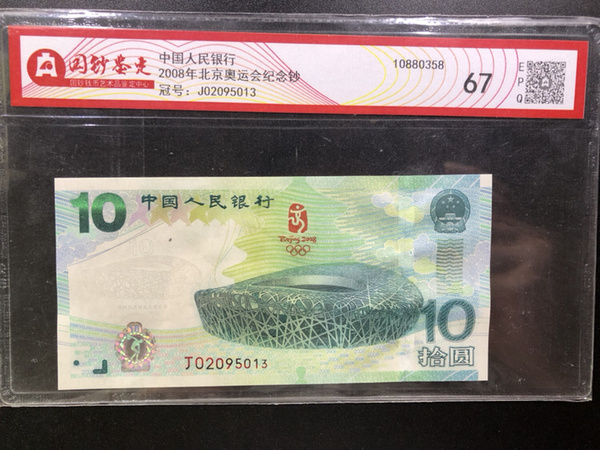 国钞鉴定
国钞钱币艺术品鉴定中心
中国人民银行
2008年北京奥运会纪念钞
冠号：J02095013
10880358
67
EPQ
10
中国人民银行
Beijing 2008
10
拾圆
J02095013